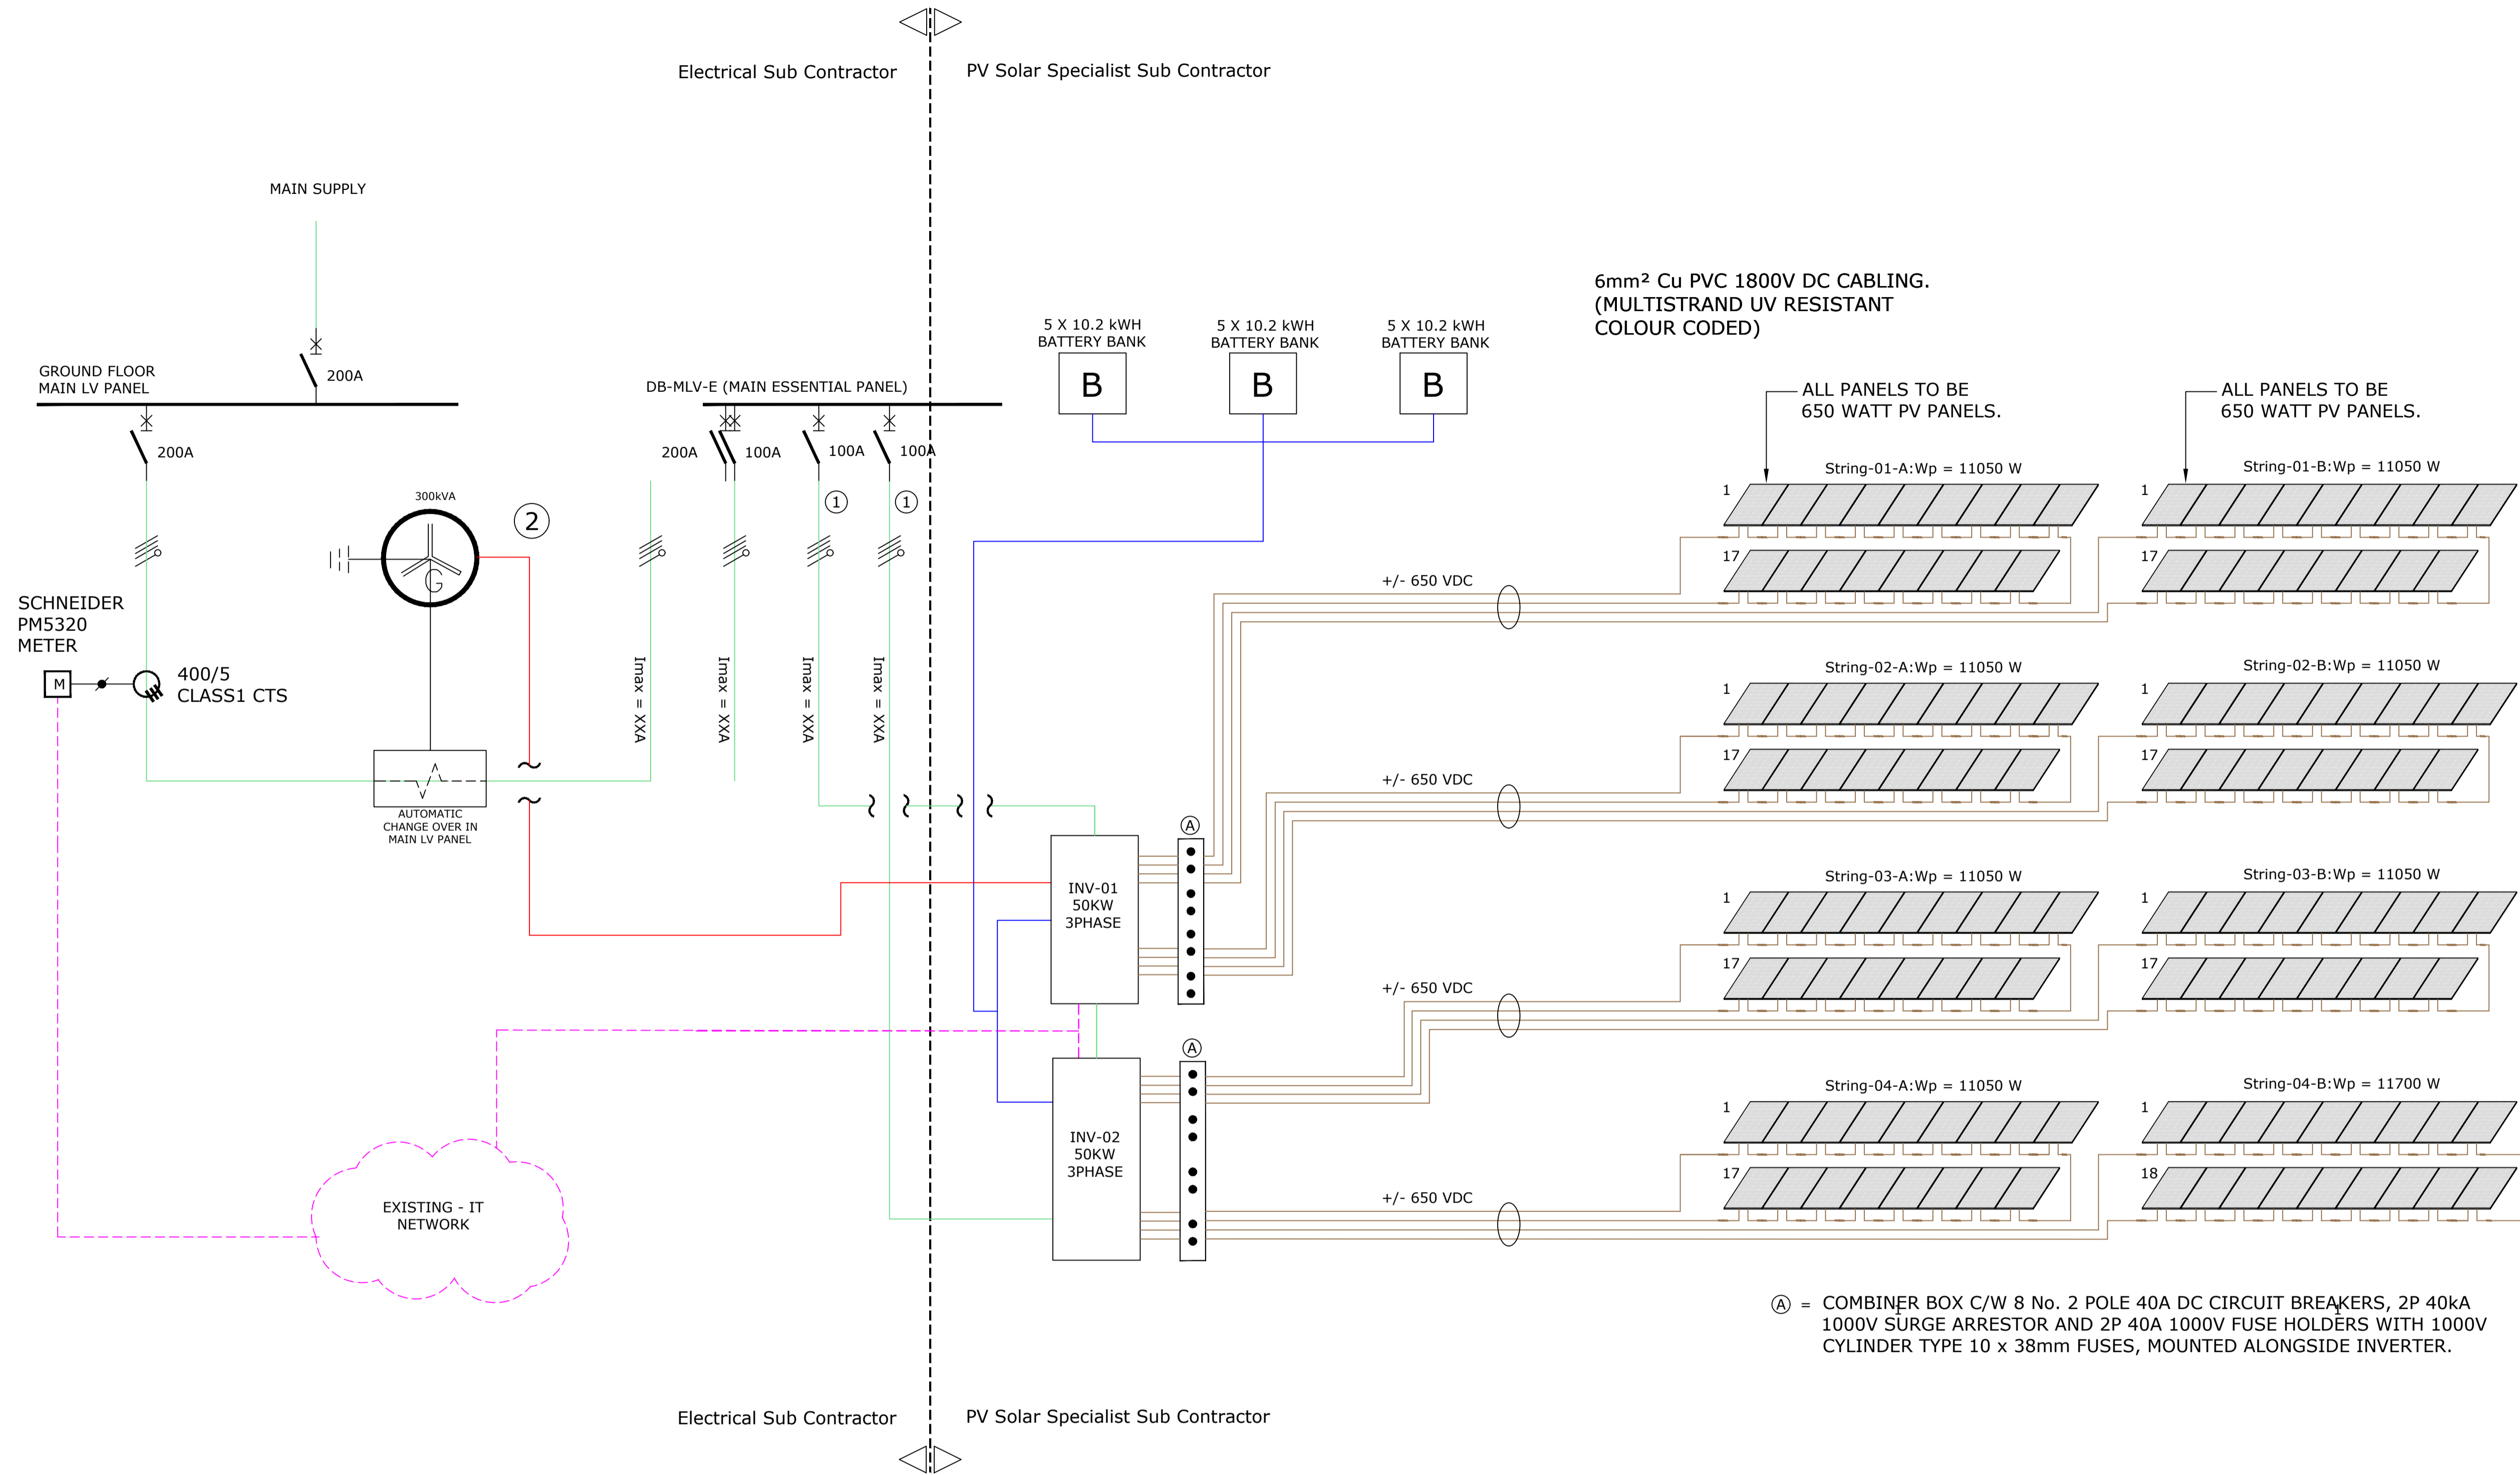 Electrical Sub Contractor
PV Solar Specialist Sub Contractor
MAIN SUPPLY
200A
GROUND FLOOR
MAIN LV PANEL
200A
300kVA
G
2
SCHNEIDER
PM5320
METER
M
400/5
CLASS1 CTS
AUTOMATIC
CHANGE OVER IN
MAIN LV PANEL
DB-MLV-E (MAIN ESSENTIAL PANEL)
200A
100A
100A
100A
1
1
Imax = XXA
Imax = XXA
Imax = XXA
Imax = XXA
EXISTING - IT
NETWORK
5 X 10.2 kWH
BATTERY BANK
B
5 X 10.2 kWH
BATTERY BANK
B
5 X 10.2 kWH
BATTERY BANK
B
6mm² Cu PVC 1800V DC CABLING.
(MULTISTRAND UV RESISTANT
COLOUR CODED)
ALL PANELS TO BE
650 WATT PV PANELS.
ALL PANELS TO BE
650 WATT PV PANELS.
String-01-A:Wp = 11050 W
1
17
String-01-B:Wp = 11050 W
1
17
+/- 650 VDC
String-02-A:Wp = 11050 W
1
17
String-02-B:Wp = 11050 W
1
17
+/- 650 VDC
A
INV-01
50KW
3PHASE
String-03-A:Wp = 11050 W
1
17
String-03-B:Wp = 11050 W
1
17
+/- 650 VDC
A
INV-02
50KW
3PHASE
String-04-A:Wp = 11050 W
1
17
String-04-B:Wp = 11700 W
1
18
+/- 650 VDC
A = COMBINER BOX C/W 8 No. 2 POLE 40A DC CIRCUIT BREAKERS, 2P 40kA
1000V SURGE ARRESTOR AND 2P 40A 1000V FUSE HOLDERS WITH 1000V
CYLINDER TYPE 10 x 38mm FUSES, MOUNTED ALONGSIDE INVERTER.
1
1
Electrical Sub Contractor
PV Solar Specialist Sub Contractor